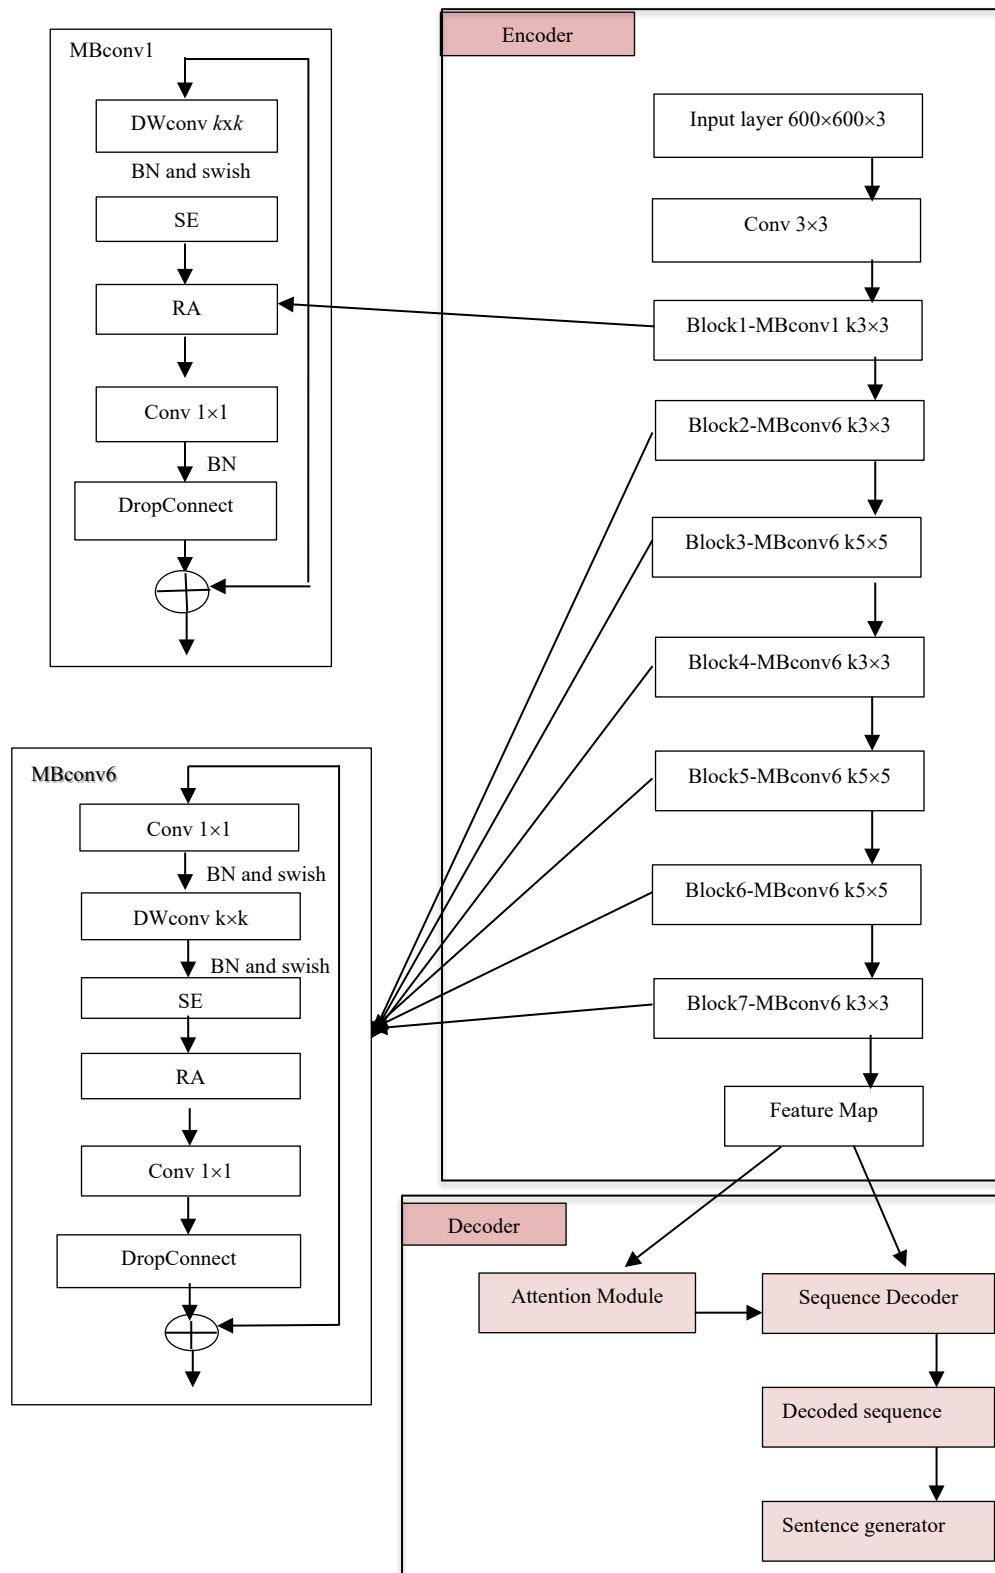 MBconv1
DWconv kxk
BN and swish
SE
RA
Conv 1×1
BN
DropConnect
MBconv6
Conv 1×1
BN and swish
DWconv k×k
BN and swish
SE
RA
Conv 1×1
DropConnect
Encoder
Input layer 600×600×3
Conv 3×3
Block1-MBconv1 k3×3
Block2-MBconv6 k3×3
Block3-MBconv6 k5×5
Block4-MBconv6 k3×3
Block5-MBconv6 k5×5
Block6-MBconv6 k5×5
Block7-MBconv6 k3×3
Feature Map
Decoder
Attention Module
Sequence Decoder
Decoded sequence
Sentence generator